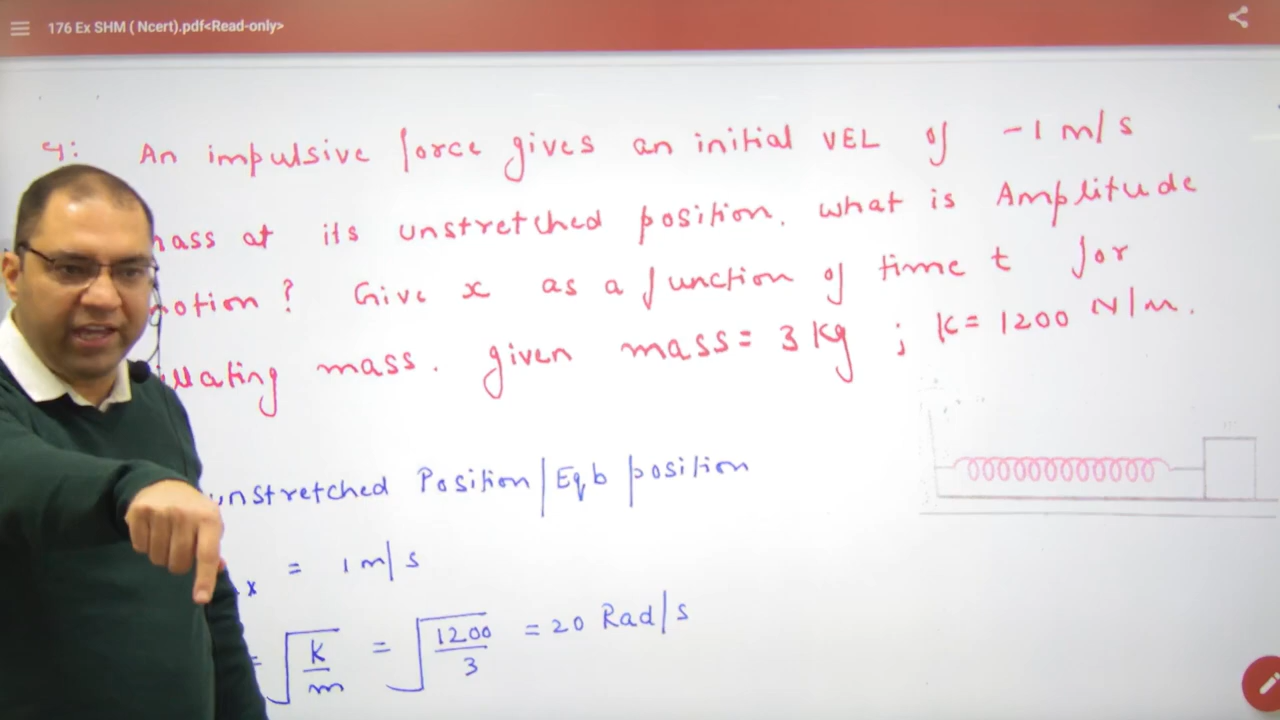 176 Ex SHM ( Ncert).pdf<Read-only>
4: An impulsive force gives an initial VEL of -1 m/s
mass at its unstretched position. what is Amplitude
motion ? Give x as a function of time t for
mass. given mass = 3 kg ; K = 1200 N/m.
unstretched Position/Eqb position
x = 1 m/s
= √k/m = √1200/3 = 20 Rad/s